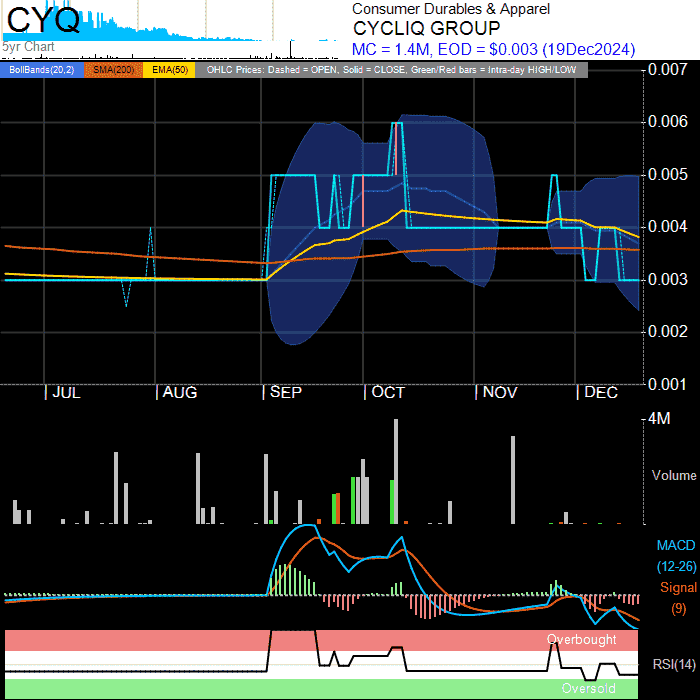 CYQ
5yr Chart
Consumer Durables & Apparel
CYCLIQ GROUP
MC = 1.4M, EOD = $0.003 (19Dec2024)
BollBands(20,2) SMA(200) EMA(50) OHLC Prices: Dashed = OPEN, Solid = CLOSE, Green/Red bars = Intra-day HIGH/LOW
0.007
0.006
0.005
0.004
0.003
0.002
0.001
| JUL | AUG | SEP | OCT | NOV | DEC
4M
Volume
MACD
(12-26)
Signal
(9)
Overbought
RSI(14)
Oversold